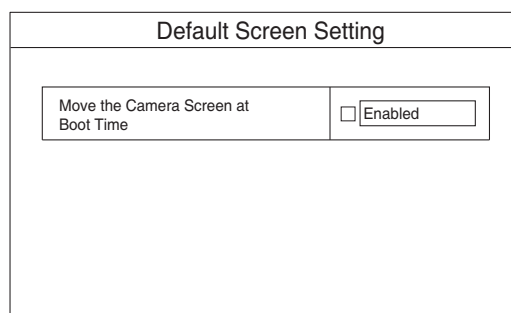 Default Screen Setting
Move the Camera Screen at
Boot Time
Enabled